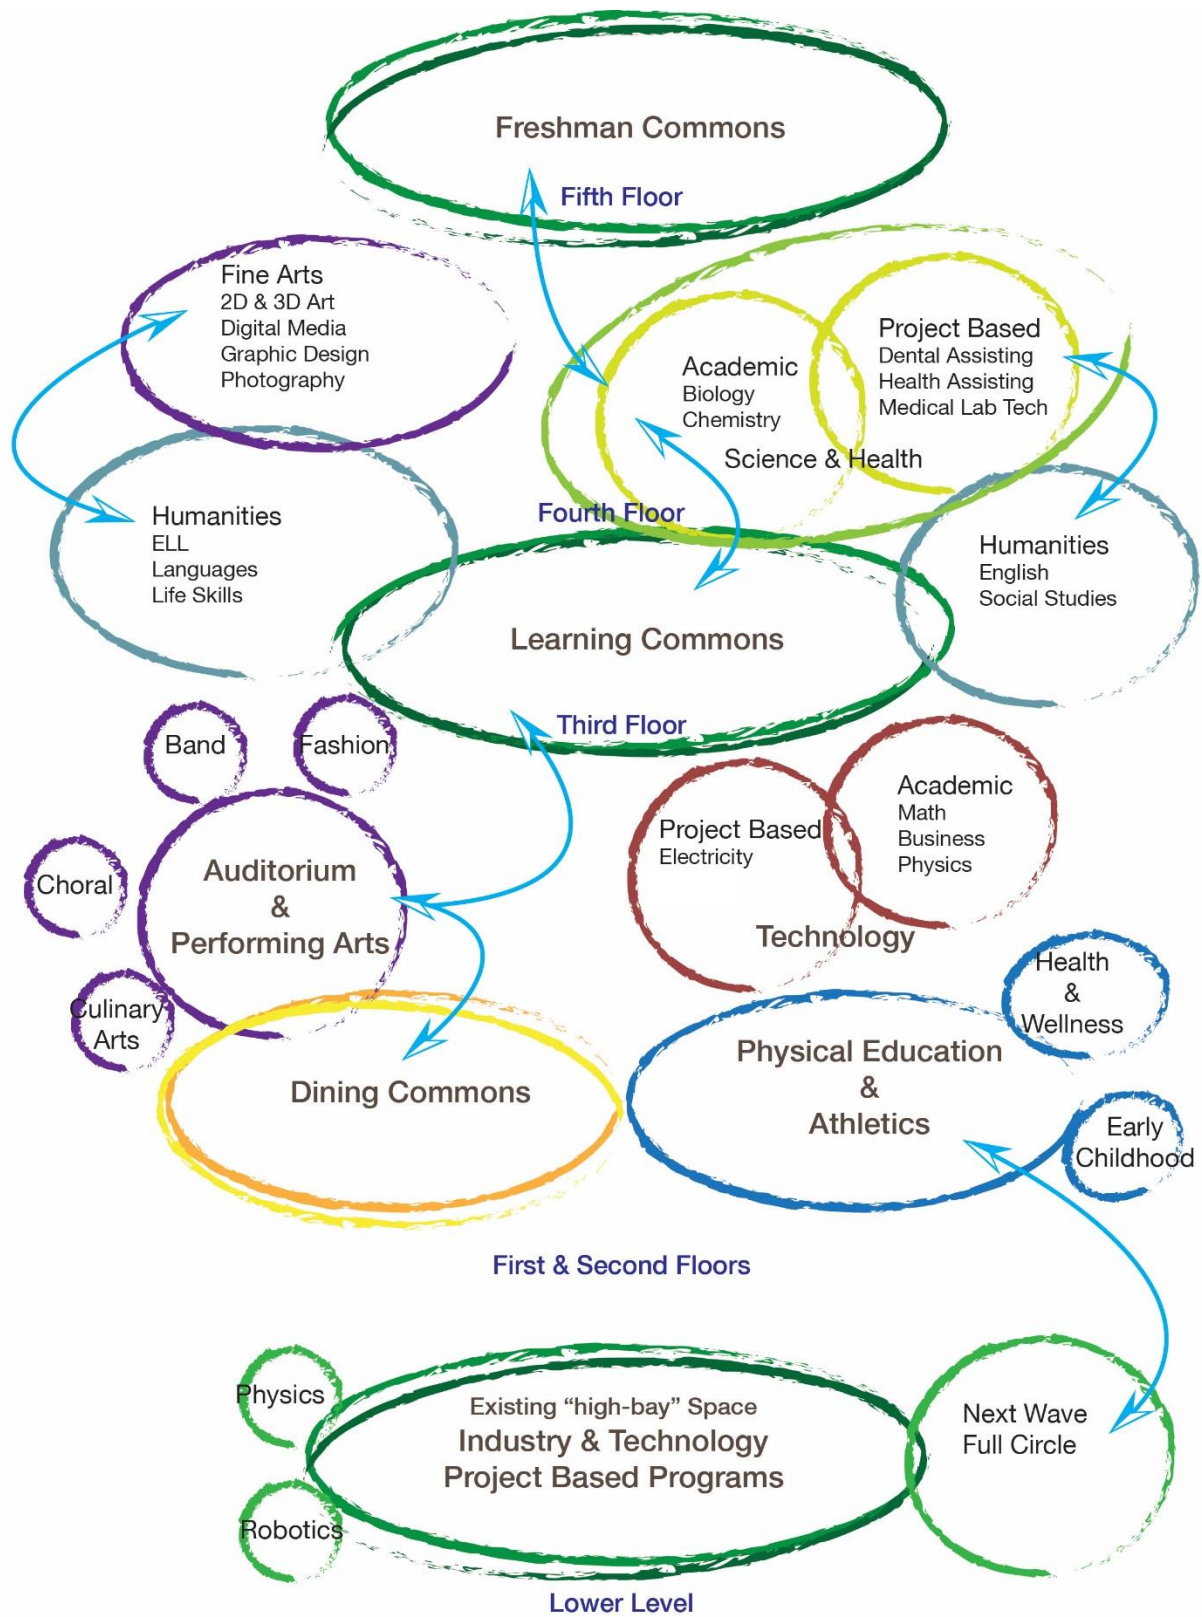 Freshman Commons
Fifth Floor
Fine Arts
2D & 3D Art
Digital Media
Graphic Design
Photography
Academic
Biology
Chemistry
Project Based
Dental Assisting
Health Assisting
Medical Lab Tech
Science & Health
Fourth Floor
Humanities
ELL
Languages
Life Skills
Humanities
English
Social Studies
Learning Commons
Third Floor
Band
Fashion
Choral
Auditorium
&
Performing Arts
Culinary
Arts
Project Based
Electricity
Academic
Math
Business
Physics
Technology
Health
&
Wellness
Dining Commons
Physical Education
&
Athletics
Early
Childhood
First & Second Floors
Physics
Robotics
Existing “high-bay” Space
Industry & Technology
Project Based Programs
Next Wave
Full Circle
Lower Level